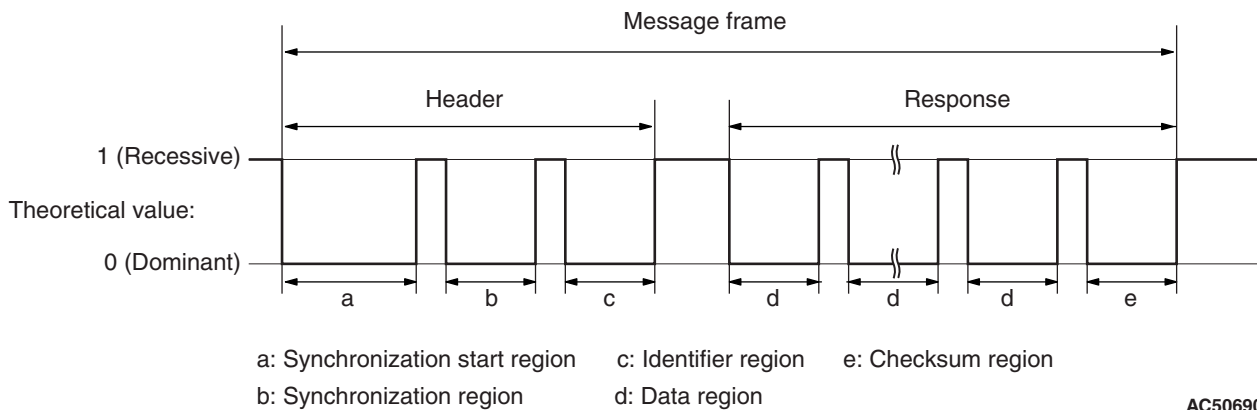 Message frame
Header
Response
1 (Recessive)
Theoretical value:
0 (Dominant)
a
b
c
d
d
d
e
a: Synchronization start region
c: Identifier region
e: Checksum region
b: Synchronization region
d: Data region
AC50690